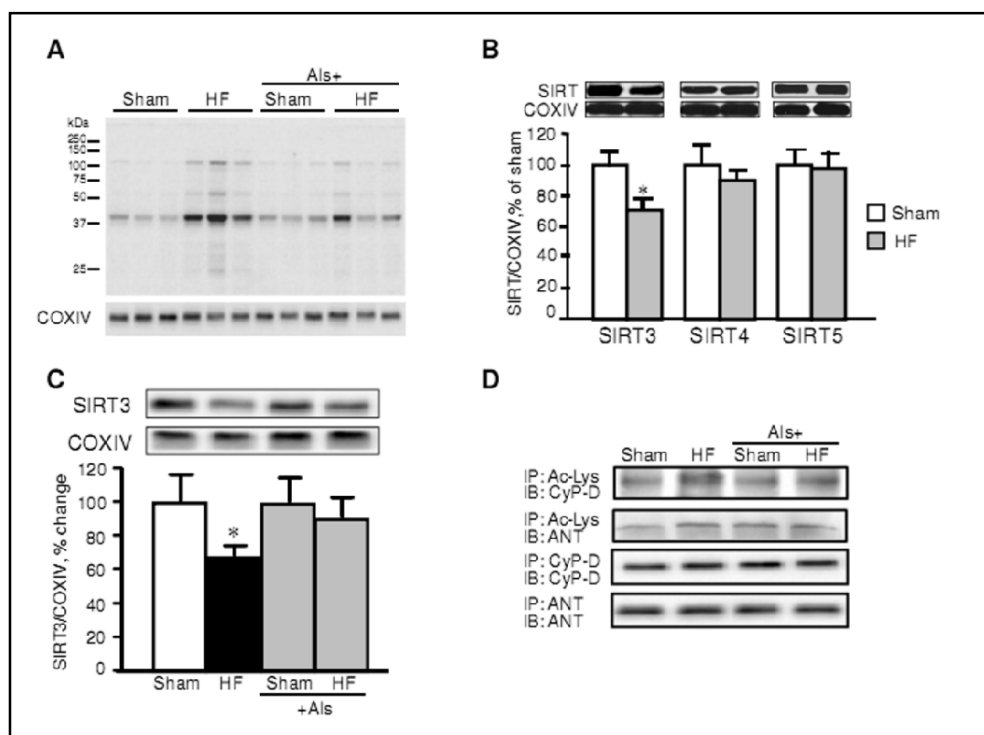 A
Als+
Sham HF Sham HF
kDa
250
150
100
75
50
37
25
COXIV
B
SIRT
COXIV
120
100
80
60
40
20
0
SIRT/COXIV,% of sham
*
Sham
HF
SIRT3 SIRT4 SIRT5
C
SIRT3
COXIV
120
100
80
60
40
20
0
SIRT3/COXIV, % change
*
Sham HF Sham HF
+Als
D
Als+
Sham HF Sham HF
IP: Ac-Lys
IB: CyP-D
IP: Ac-Lys
IB: ANT
IP: CyP-D
IB: CyP-D
IP: ANT
IB: ANT